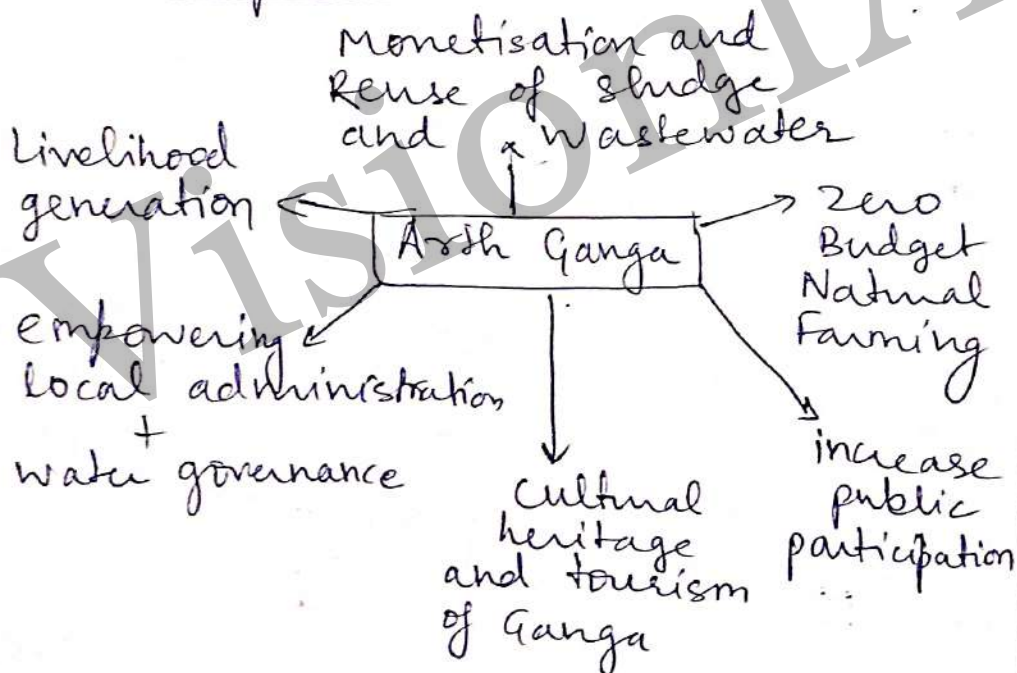 Monetisation and
Reuse of sludge
and wastewater
Livelihood
generation
Arth Ganga
Zero
Budget
Natural
Farming
empowering
Local administration
+
water governance
Cultural
heritage
and tourism
of Ganga
increase
public
participation
VisionIA